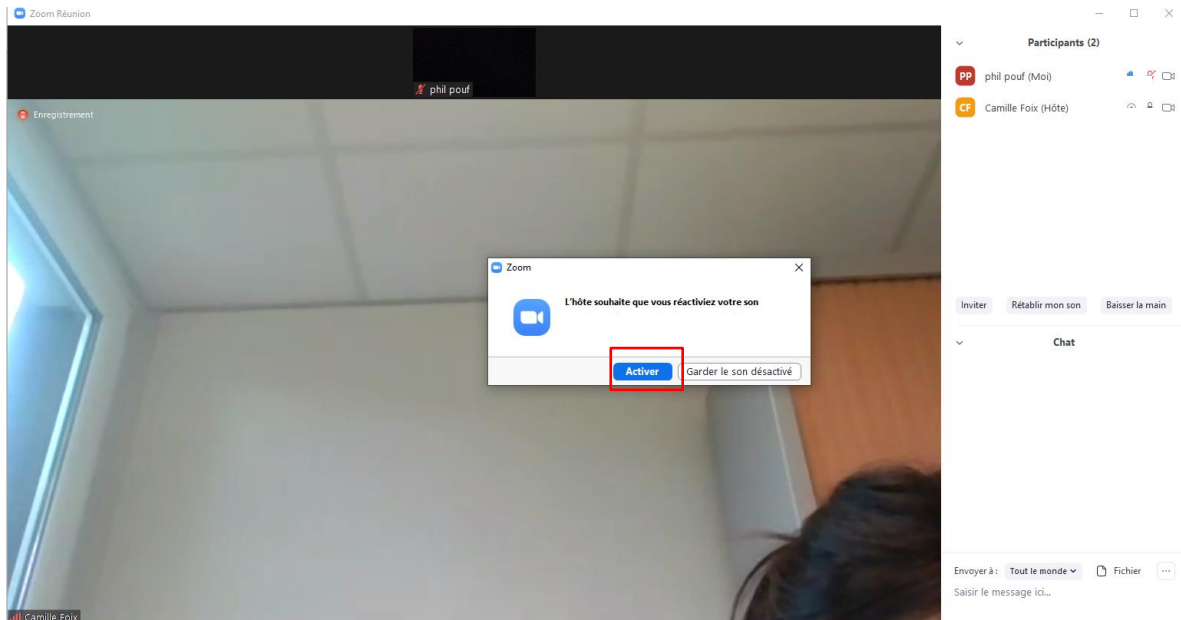 Zoom Réunion
phil pouf
Enregistrement
Zoom
L'hôte souhaite que vous réactiviez votre son
Activer
Garder le son désactivé
Camille Foix
Participants (2)
PP
phil pouf (Moi)
CF
Camille Foix (Hôte)
Inviter
Rétablir mon son
Baisser la main
Chat
Envoyer à :
Tout le monde
Fichier
Saisir le message ici...